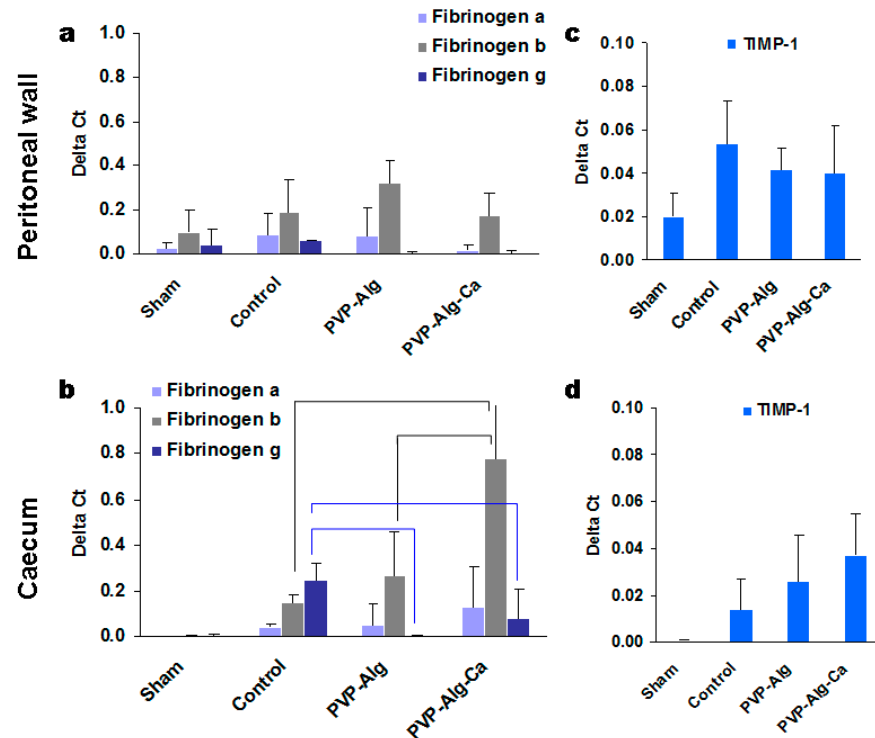 a
Fibrinogen a
Fibrinogen b
Fibrinogen g
Peritoneal wall
Delta Ct
1.0
0.8
0.6
0.4
0.2
0.0
Sham
Control
PVP-Alg
PVP-Alg-Ca
c
TIMP-1
Delta Ct
0.10
0.08
0.06
0.04
0.02
0.00
Sham
Control
PVP-Alg
PVP-Alg-Ca
b
Fibrinogen a
Fibrinogen b
Fibrinogen g
Caecum
Delta Ct
1.0
0.8
0.6
0.4
0.2
0.0
Sham
Control
PVP-Alg
PVP-Alg-Ca
d
TIMP-1
Delta Ct
0.10
0.08
0.06
0.04
0.02
0.00
Sham
Control
PVP-Alg
PVP-Alg-Ca